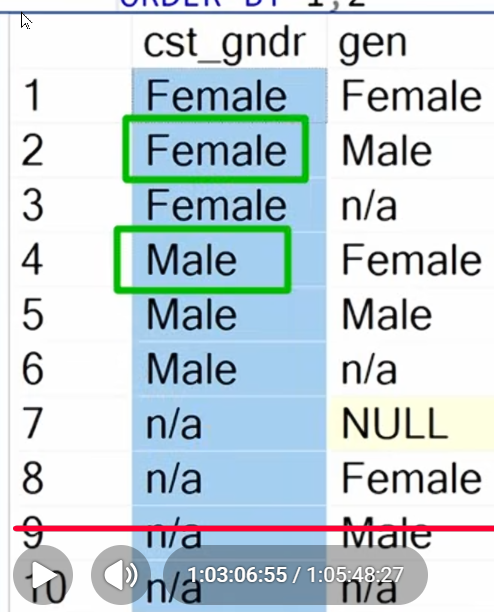 ORDER BY 1,2
cst_gndr gen
1 Female Female
2 Female Male
3 Female n/a
4 Male Female
5 Male Male
6 Male n/a
7 n/a NULL
8 n/a Female
9 n/a Male
10 n/a n/a
1:03:06:55 / 1:05:48:27